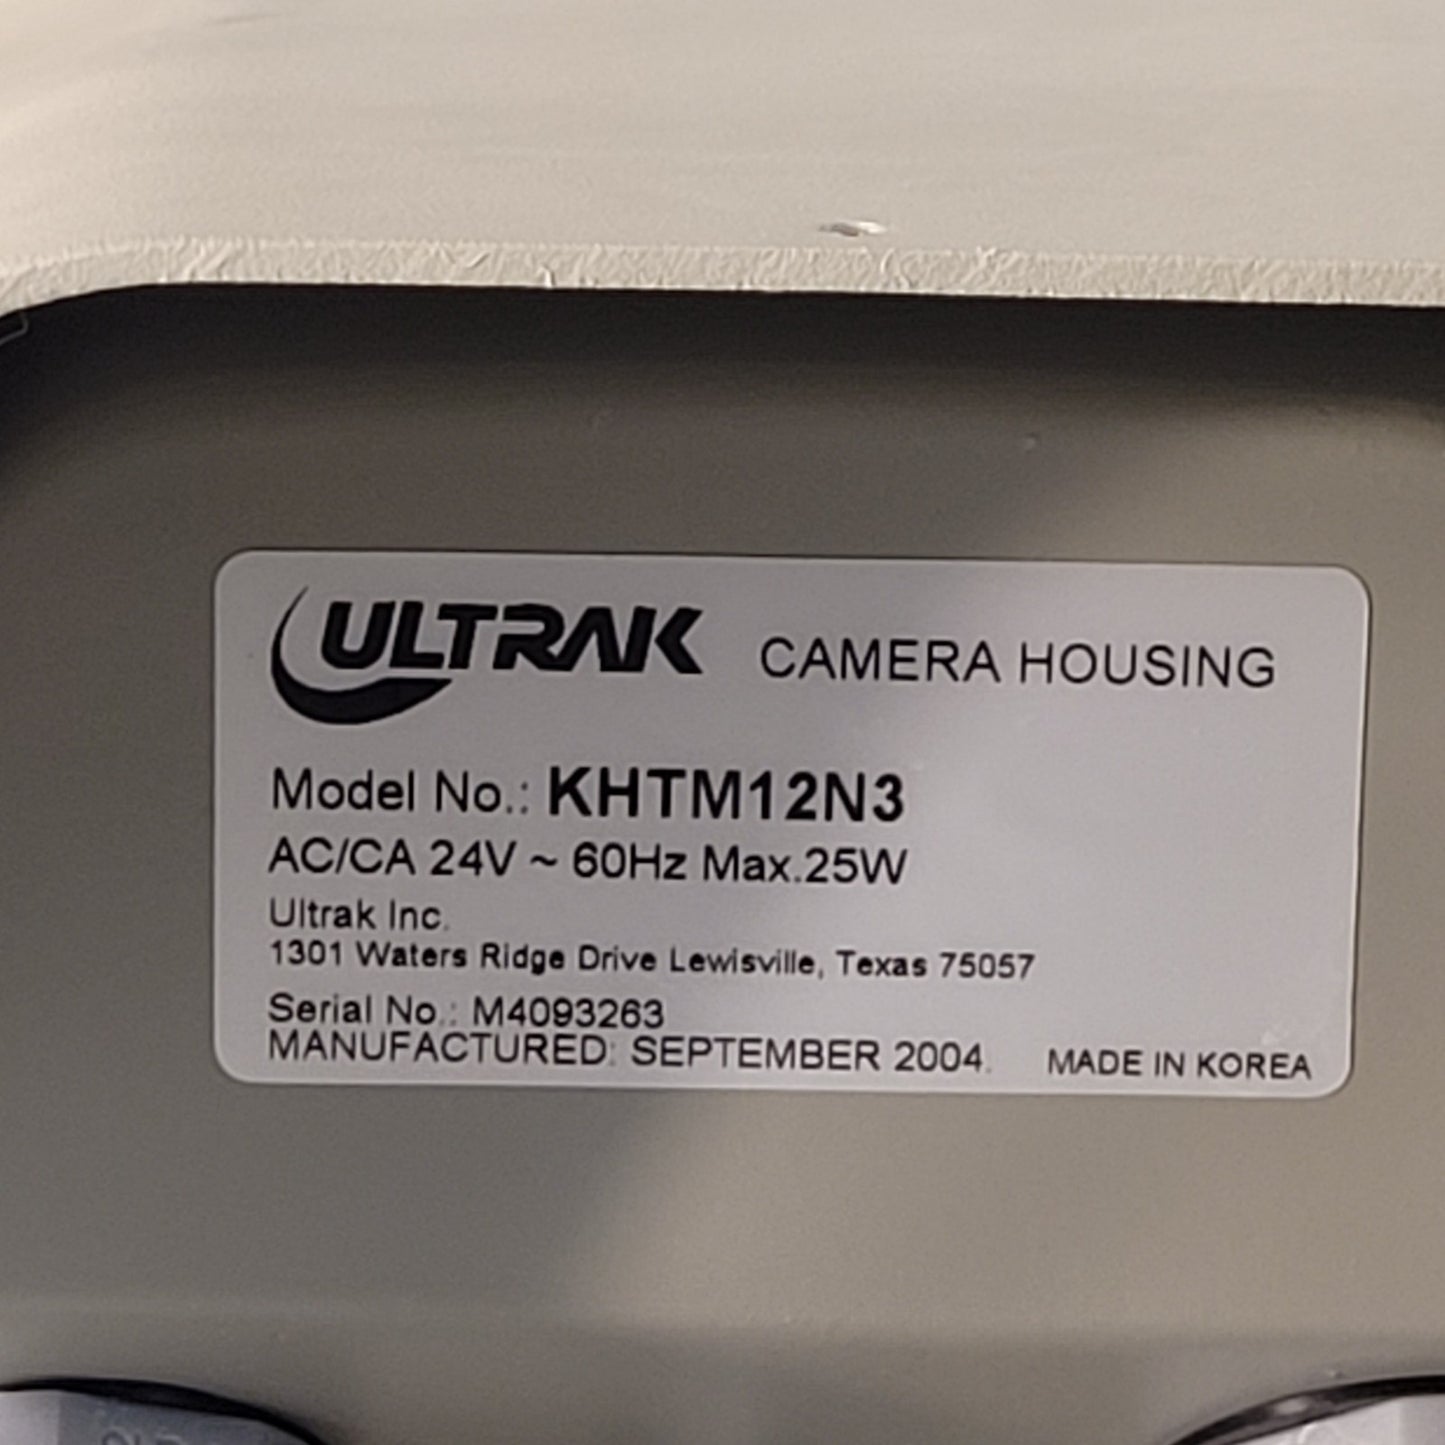 ULTRAK CAMERA HOUSING
Model No.: KHTM12N3
AC/CA 24V ~ 60Hz Max.25W
Ultrak Inc.
1301 Waters Ridge Drive Lewisville, Texas 75057
Serial No.: M4093263
MANUFACTURED: SEPTEMBER 2004. MADE IN KOREA